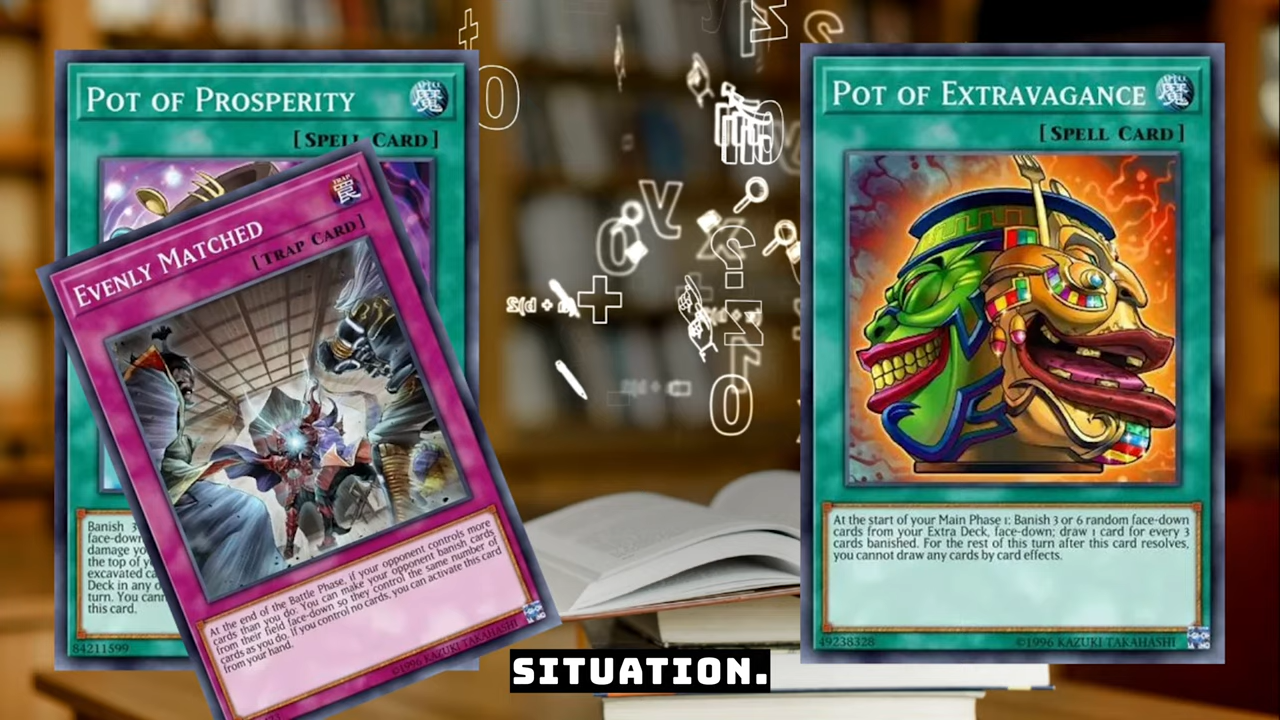 Pot of Prosperity
[Spell Card]
Banish 3
face-down
damage yo
the top of yo
excavated ca
Deck in any o
turn. You cann
this card.
84211599
Evenly Matched
TRAP
罠
[Trap Card]
At the end of the Battle Phase, if your opponent controls more
cards than you do: You can make your opponent banish cards
from their field face-down so they control the same number of
cards as you do. If you control no cards, you can activate this card
from your hand.
©1996 KAZUKI TAKAHASHI
Pot of Extravagance
魔
[Spell Card]
At the start of your Main Phase 1: Banish 3 or 6 random face-down
cards from your Extra Deck, face-down; draw 1 card for every 3
cards banished. For the rest of this turn after this card resolves,
you cannot draw any cards by card effects.
49238328
©1996 KAZUKI TAKAHASHI
SITUATION.